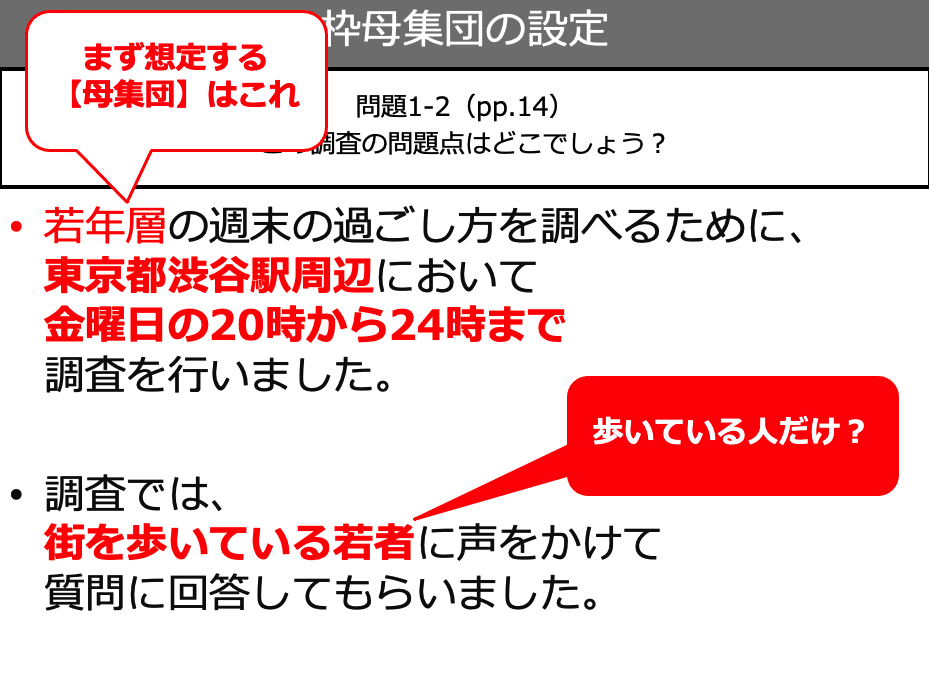 枠母集団の設定
まず想定する
【母集団】はこれ
問題1-2（pp.14）
調査の問題点はどこでしょう？
• 若年層の週末の過ごし方を調べるために、
東京都渋谷駅周辺において
金曜日の20時から24時まで
調査を行いました。
歩いている人だけ？
• 調査では、
街を歩いている若者に声をかけて
質問に回答してもらいました。